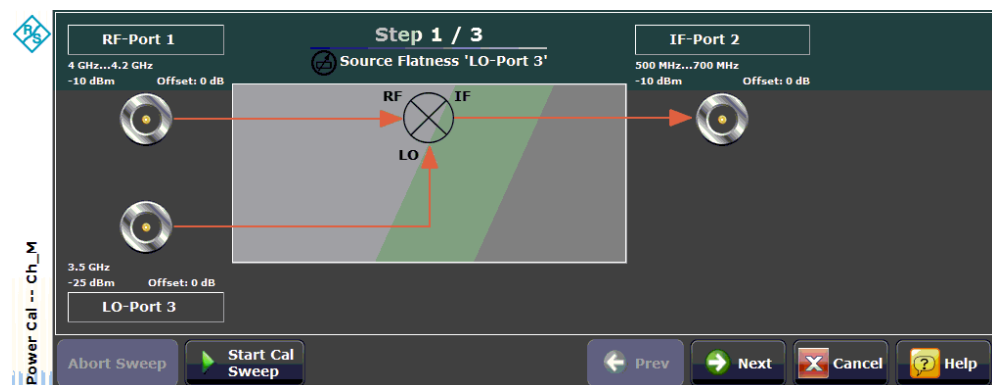 R&S
RF-Port 1
4 GHz...4.2 GHz
-10 dBm Offset: 0 dB
Step 1 / 3
Source Flatness 'LO-Port 3'
IF-Port 2
500 MHz...700 MHz
-10 dBm Offset: 0 dB
RF IF
LO
3.5 GHz
-25 dBm Offset: 0 dB
LO-Port 3
Power Cal -- Ch_M
Abort Sweep
Start Cal
Sweep
Prev
Next
Cancel
Help